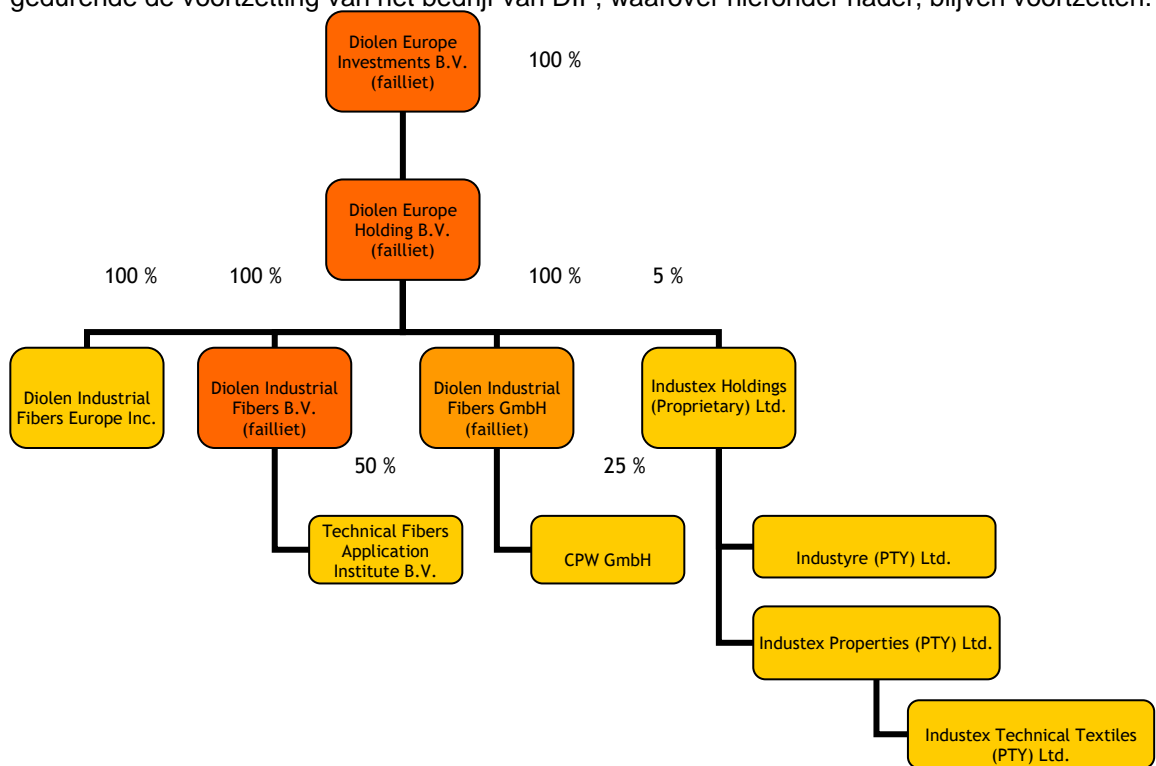 gedurende de voortzetting van het bedrijf van DIF, waarover hieronder nader, blijven voortzetten.
Diolen Europe
Investments B.V.
(failliet)
100 %
Diolen Europe
Holding B.V.
(failliet)
100 %
100 %
100 %
5 %
Diolen Industrial
Fibers Europe Inc.
Diolen Industrial
Fibers B.V.
(failliet)
Diolen Industrial
Fibers GmbH
(failliet)
Industex Holdings
(Proprietary) Ltd.
50 %
25 %
Technical Fibers
Application
Institute B.V.
CPW GmbH
Industyre (PTY) Ltd.
Industex Properties (PTY) Ltd.
Industex Technical Textiles
(PTY) Ltd.